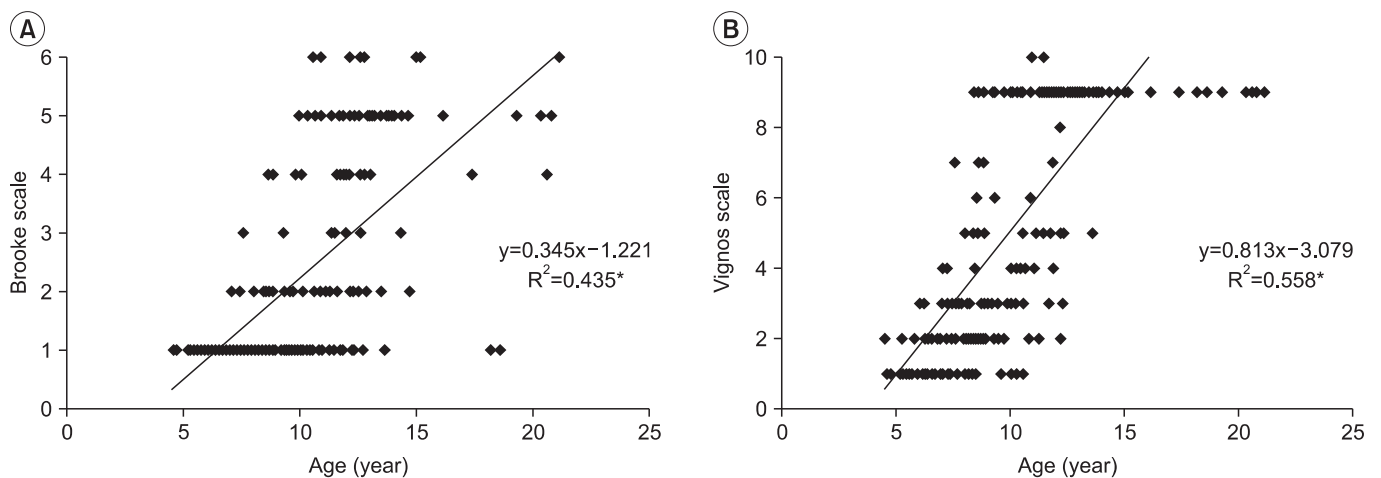 A
Brooke scale
6
5
4
3
2
1
0
0 5 10 15 20 25
Age (year)
y=0.345x−1.221
R²=0.435*
B
Vignos scale
10
8
6
4
2
0
0 5 10 15 20 25
Age (year)
y=0.813x−3.079
R²=0.558*